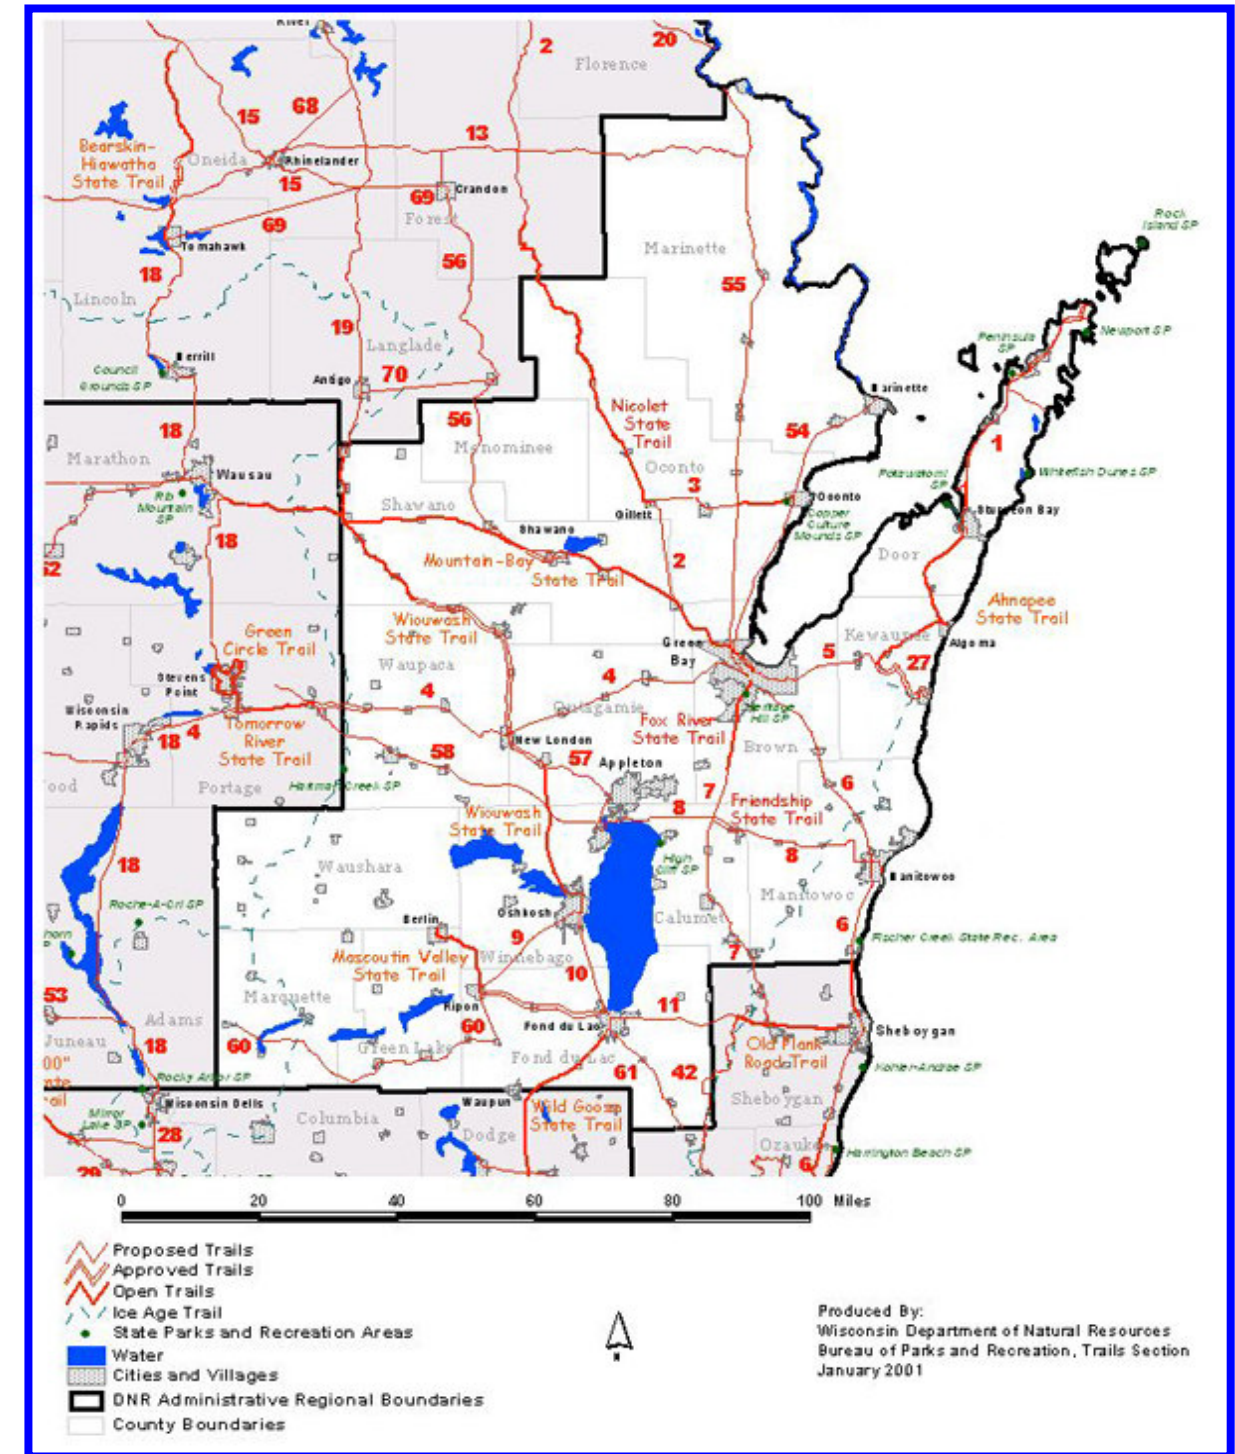 River
2
20
Florence
15
68
13
Bearskin-
Hiawatha
State Trail
Oneida
Rhinelander
15
69
Crandon
Forest
69
Tomahawk
56
18
Lincoln
19
Langlade
Merrill
Council
Grounds SP
Antigo
70
Marinette
55
Rock
Island SP
Newport SP
Peninsula
SP
Marinette
18
Marathon
Wausau
Rib
Mountain
SP
56
Menominee
Nicolet
State
Trail
54
1
Oconto
3
Potawatomi
SP
Whitefish Dunes SP
Shawano
Shawano
Gillett
Oconto
Copper
Culture
Mounds SP
Sturgeon Bay
18
52
Mountain-Bay
State Trail
2
Door
Ahnapee
State Trail
Wiouwash
State Trail
Green
Circle Trail
Green
Bay
Kewaunee
Algoma
5
27
Stevens
Point
Waupaca
4
4
Outagamie
Heritage
Hill SP
Wisconsin
Rapids
18
4
Tomorrow
River
State Trail
Fox River
State Trail
Brown
New London
58
57
Appleton
ood
Portage
Hartman Creek SP
7
6
Wiouwash
State Trail
8
Friendship
State Trail
8
High
Cliff SP
18
Waushara
Manitowoc
Manitowoc
Roche-A-Cri SP
Berlin
Oshkosh
Calumet
horn
9
Winnebago
6
Fischer Creek State Rec. Area
Mascoutin Valley
State Trail
10
7
53
Marquette
Ripon
11
Adams
60
Fond du Lac
Sheboygan
Juneau
18
60
Green Lake
Fond du Lac
61
42
Old Plank
Road Trail
00"
ail
Rocky Arbor SP
Kohler-Andrae SP
Mirror
Lake SP
Wisconsin Dells
Waupun
Wild Goose
State Trail
Sheboygan
28
Columbia
Dodge
Ozaukee
Harrington Beach SP
29
6
0 20 40 60 80 100 Miles
Proposed Trails
Approved Trails
Open Trails
Ice Age Trail
State Parks and Recreation Areas
Water
Cities and Villages
DNR Administrative Regional Boundaries
County Boundaries
N
Produced By:
Wisconsin Department of Natural Resources
Bureau of Parks and Recreation, Trails Section
January 2001